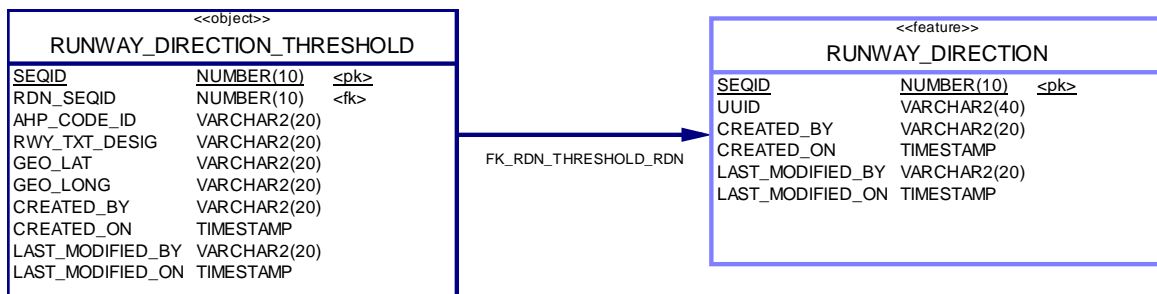 <<object>>
RUNWAY_DIRECTION_THRESHOLD
SEQID NUMBER(10) <pk>
RDN_SEQID NUMBER(10) <fk>
AHP_CODE_ID VARCHAR2(20)
RWY_TXT_DESIG VARCHAR2(20)
GEO_LAT VARCHAR2(20)
GEO_LONG VARCHAR2(20)
CREATED_BY VARCHAR2(20)
CREATED_ON TIMESTAMP
LAST_MODIFIED_BY VARCHAR2(20)
LAST_MODIFIED_ON TIMESTAMP
FK_RDN_THRESHOLD_RDN
<<feature>>
RUNWAY_DIRECTION
SEQID NUMBER(10) <pk>
UUID VARCHAR2(40)
CREATED_BY VARCHAR2(20)
CREATED_ON TIMESTAMP
LAST_MODIFIED_BY VARCHAR2(20)
LAST_MODIFIED_ON TIMESTAMP